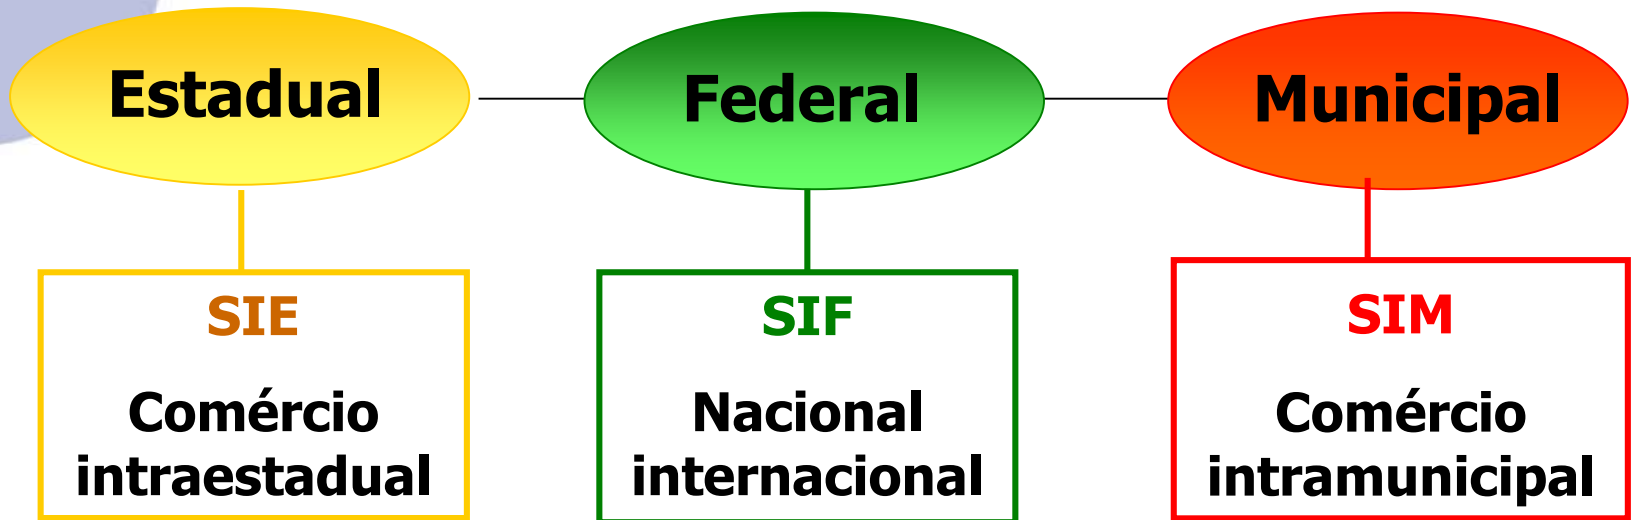 Estadual
Federal
Municipal
SIE
Comércio
intraestadual
SIF
Nacional
internacional
SIM
Comércio
intramunicipal